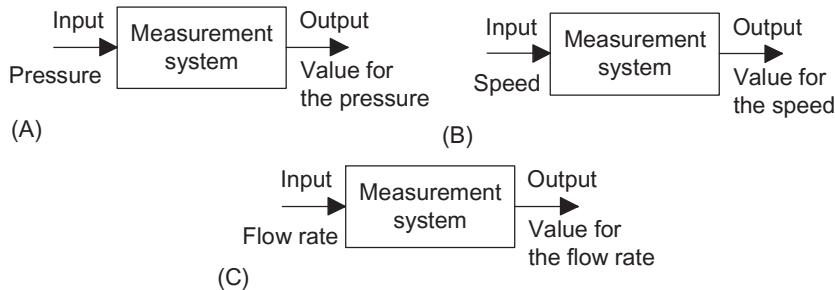 Input
Measurement
system
Output
Pressure
Value for
the pressure
(A)
Input
Measurement
system
Output
Speed
Value for
the speed
(B)
Input
Measurement
system
Output
Flow rate
Value for
the flow rate
(C)